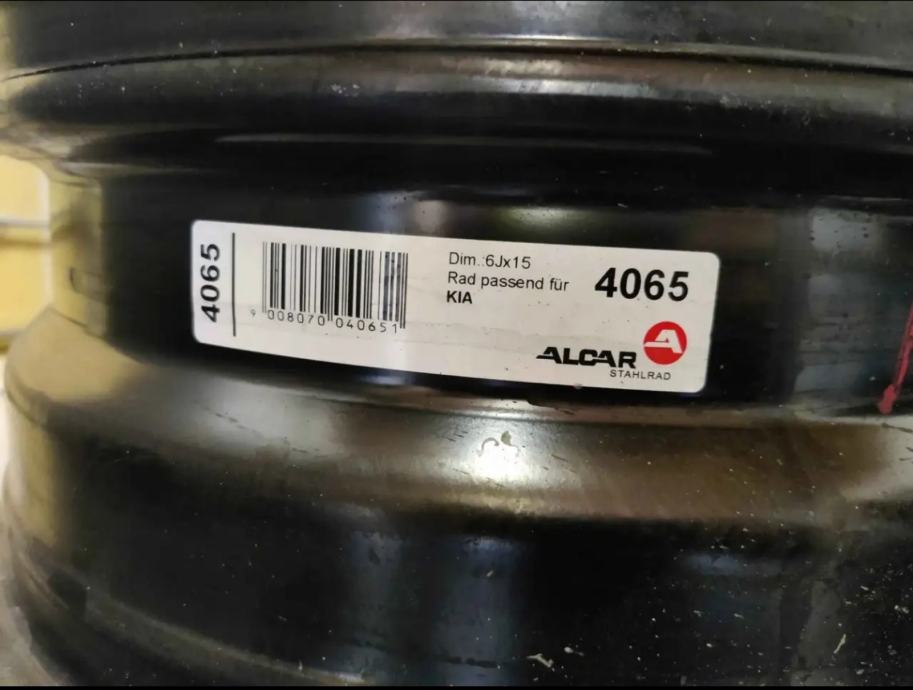 4065
9 008070 040651
Dim.:6Jx15
Rad passend für
KIA
4065
ALCAR
STAHLRAD